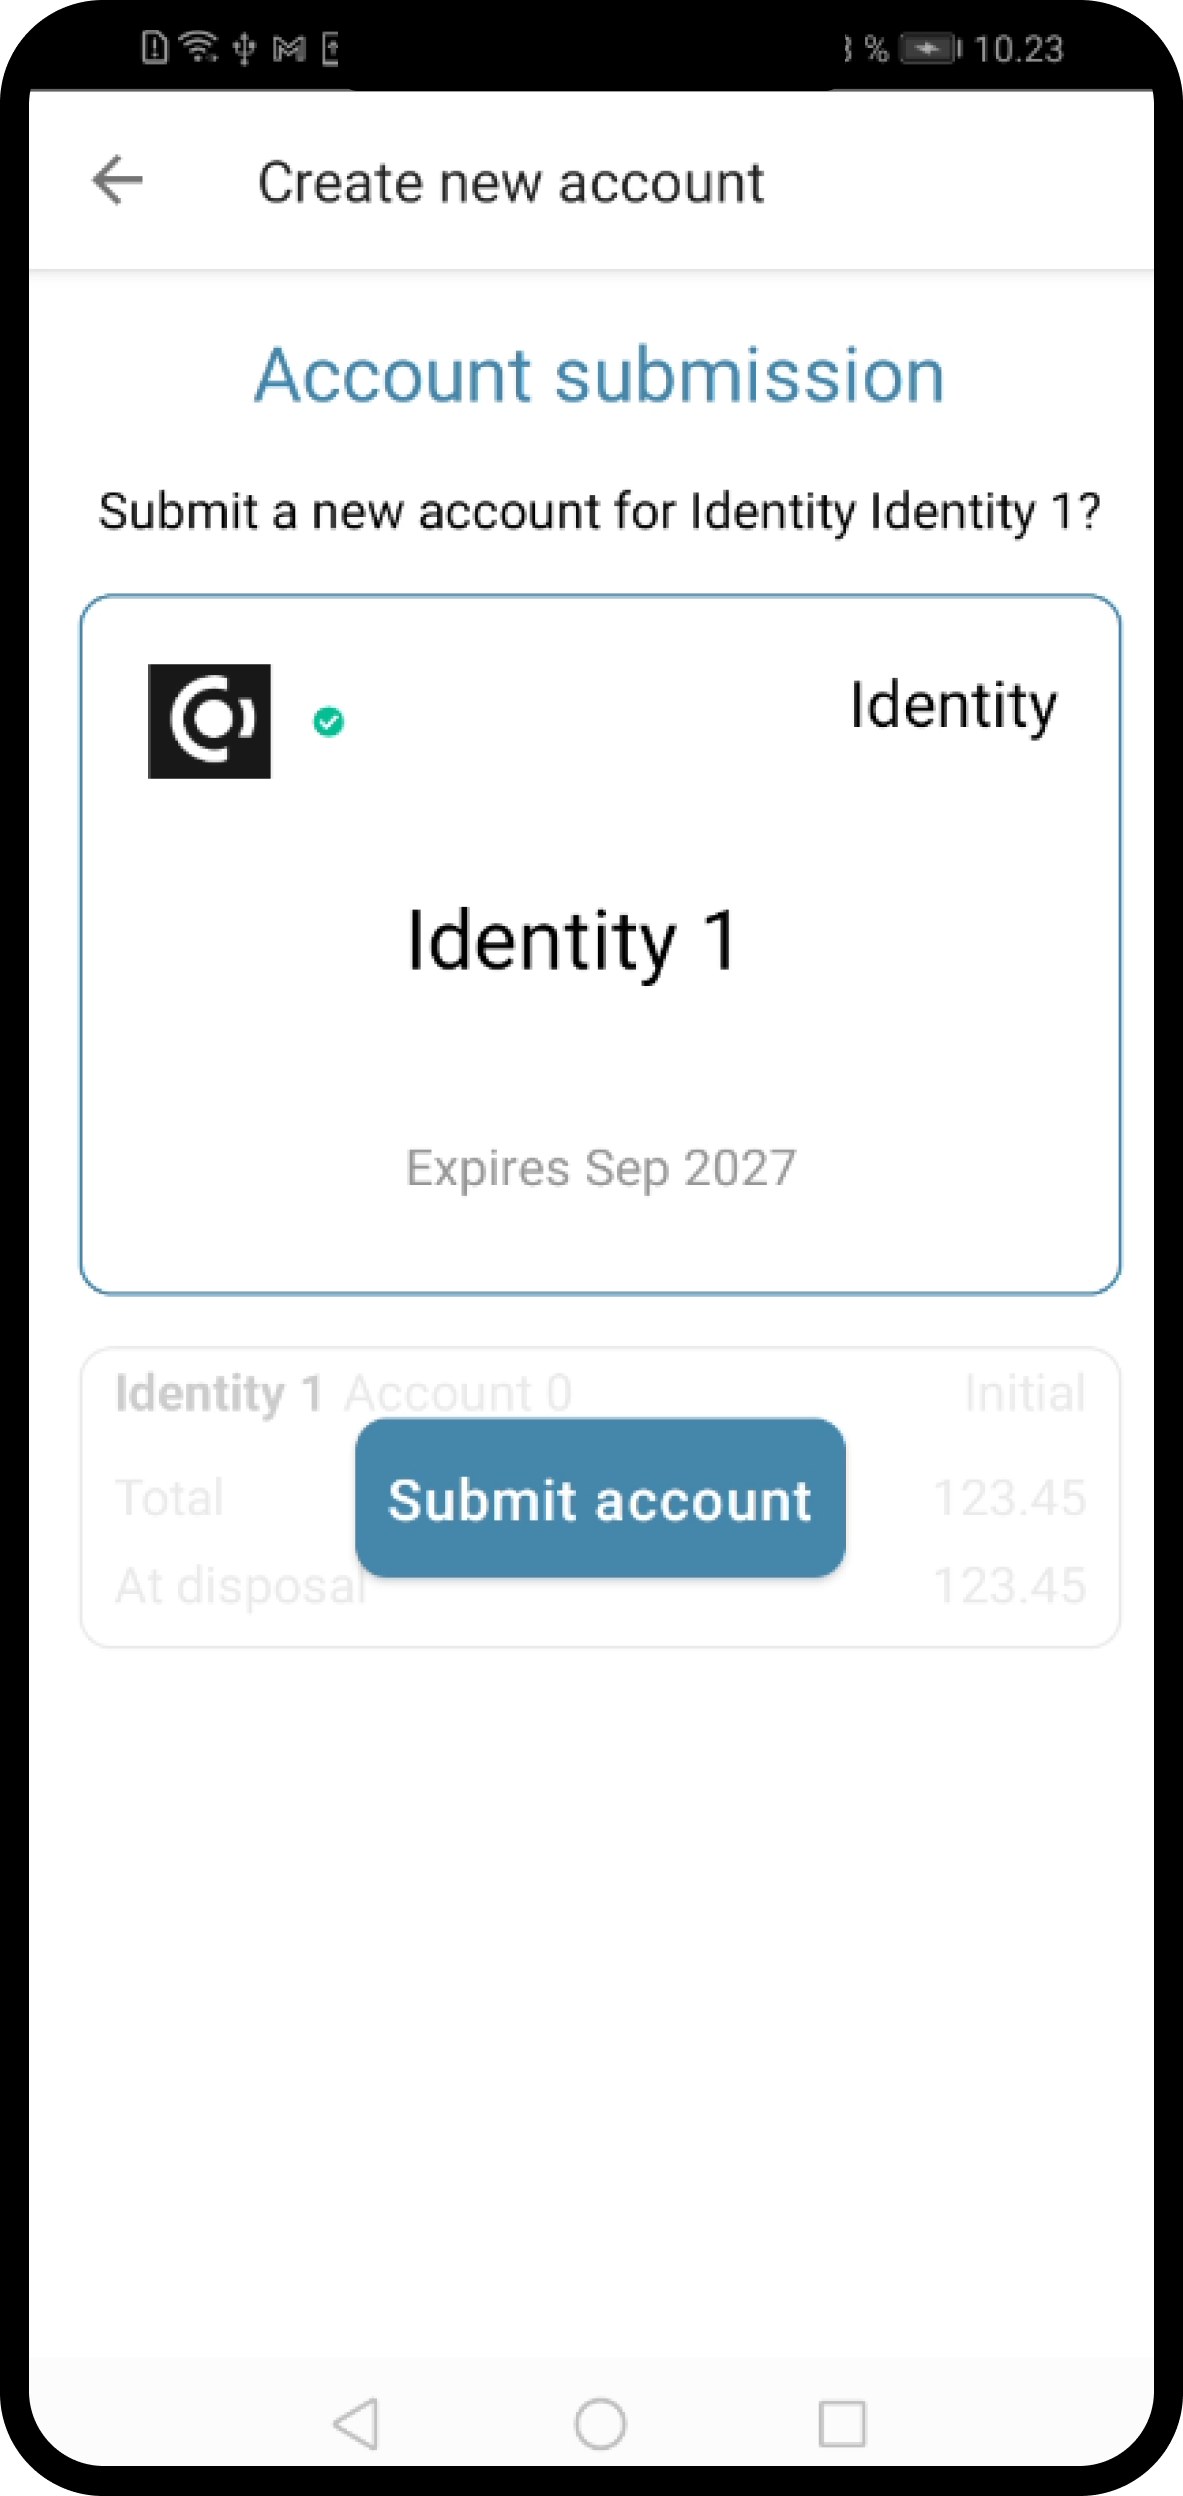 % 10.23
Create new account
Account submission
Submit a new account for Identity Identity 1?
Identity
Identity 1
Expires Sep 2027
Identity 1 Account 0 Initial
Total 123.45
Submit account
At disposal 123.45